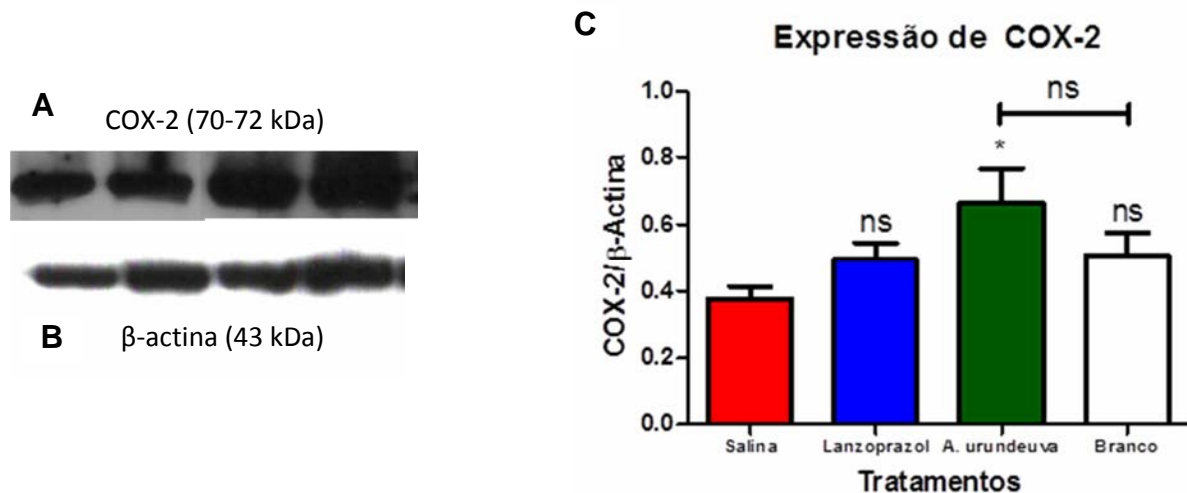 A
COX-2 (70-72 kDa)
B
β-actina (43 kDa)
C
Expressão de COX-2
COX-2/β-Actina
1.0
0.8
0.6
0.4
0.2
0.0
ns
*
ns
ns
Salina
Lanzoprazol
A. urundeuva
Branco
Tratamentos